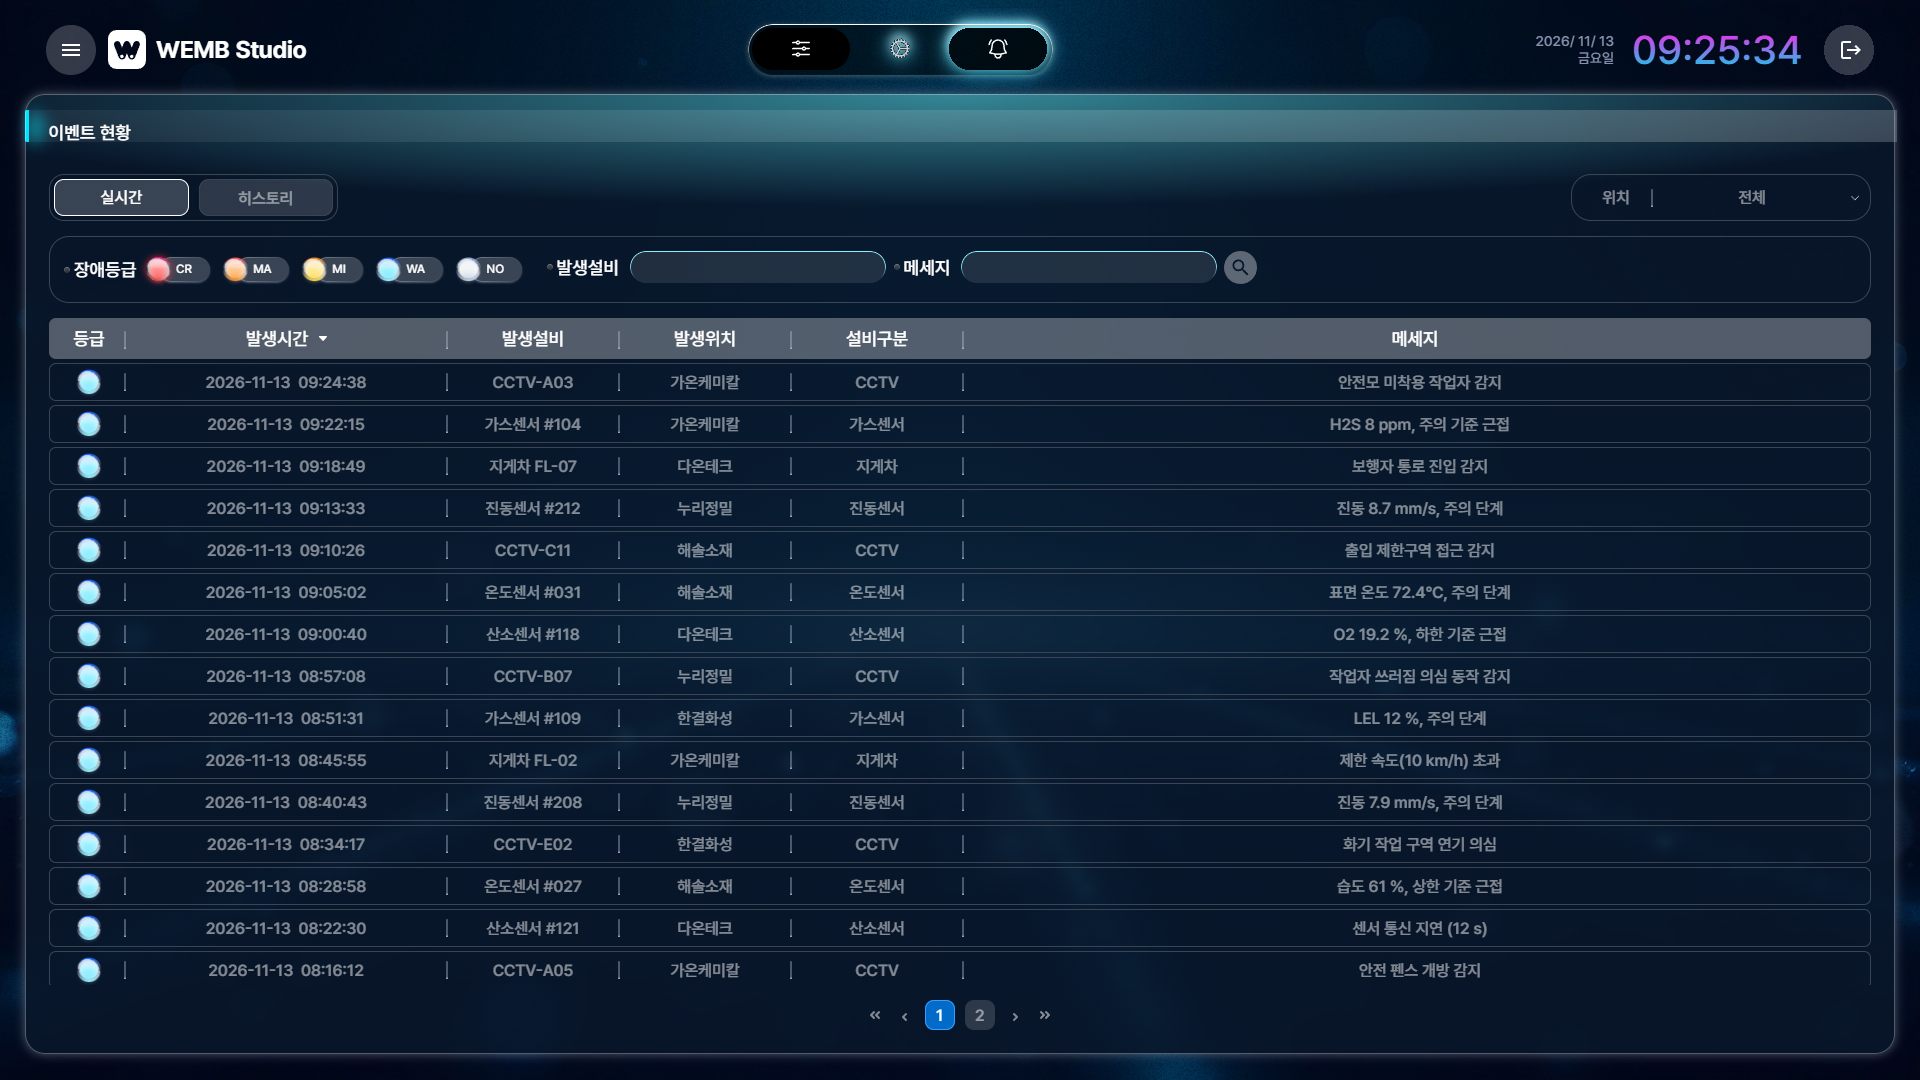 WEMB Studio
2026/ 11/ 13
금요일
09:25:34
이벤트 현황
실시간 히스토리 위치 전체
장애등급 CR MA MI WA NO 발생설비 메세지
등급 발생시간 발생설비 발생위치 설비구분 메세지
2026-11-13 09:24:38 CCTV-A03 가온케미칼 CCTV 안전모 미착용 작업자 감지
2026-11-13 09:22:15 가스센서 #104 가온케미칼 가스센서 H2S 8 ppm, 주의 기준 근접
2026-11-13 09:18:49 지게차 FL-07 다온테크 지게차 보행자 통로 진입 감지
2026-11-13 09:13:33 진동센서 #212 누리정밀 진동센서 진동 8.7 mm/s, 주의 단계
2026-11-13 09:10:26 CCTV-C11 해솔소재 CCTV 출입 제한구역 접근 감지
2026-11-13 09:05:02 온도센서 #031 해솔소재 온도센서 표면 온도 72.4℃, 주의 단계
2026-11-13 09:00:40 산소센서 #118 다온테크 산소센서 O2 19.2 %, 하한 기준 근접
2026-11-13 08:57:08 CCTV-B07 누리정밀 CCTV 작업자 쓰러짐 의심 동작 감지
2026-11-13 08:51:31 가스센서 #109 한결화성 가스센서 LEL 12 %, 주의 단계
2026-11-13 08:45:55 지게차 FL-02 가온케미칼 지게차 제한 속도(10 km/h) 초과
2026-11-13 08:40:43 진동센서 #208 누리정밀 진동센서 진동 7.9 mm/s, 주의 단계
2026-11-13 08:34:17 CCTV-E02 한결화성 CCTV 화기 작업 구역 연기 의심
2026-11-13 08:28:58 온도센서 #027 해솔소재 온도센서 습도 61 %, 상한 기준 근접
2026-11-13 08:22:30 산소센서 #121 다온테크 산소센서 센서 통신 지연 (12 s)
2026-11-13 08:16:12 CCTV-A05 가온케미칼 CCTV 안전 펜스 개방 감지
« ‹ 1 2 › »